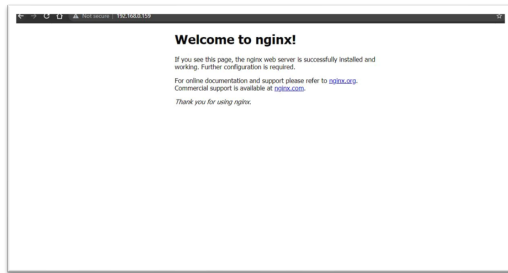 Not secure | 192.168.0.159
Welcome to nginx!
If you see this page, the nginx web server is successfully installed and
working. Further configuration is required.
For online documentation and support please refer to nginx.org.
Commercial support is available at nginx.com.
Thank you for using nginx.